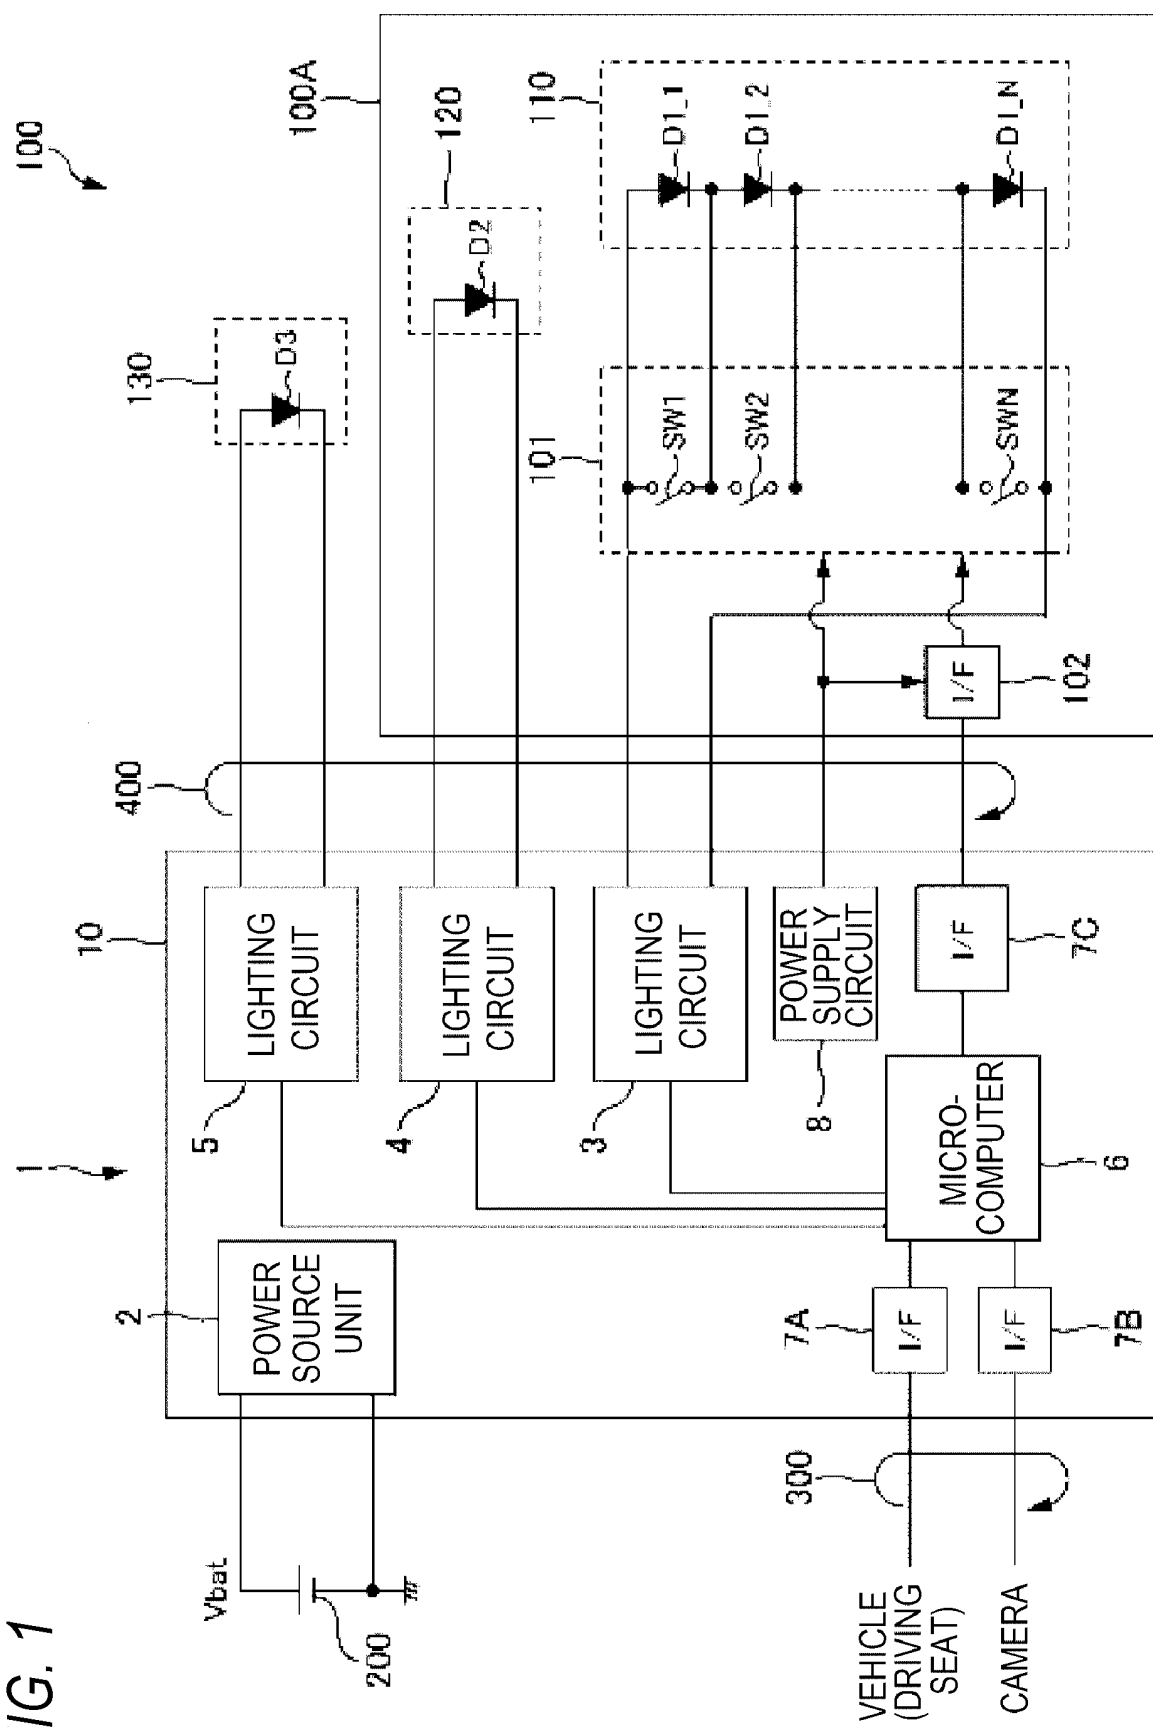 IG. 1
100
1
10
400
130
D3
100A
120
D2
110
D1_1
D1_2
D1_N
101
SW1
SW2
SWN
Vbat
200
2
POWER
SOURCE
UNIT
5
LIGHTING
CIRCUIT
4
LIGHTING
CIRCUIT
3
LIGHTING
CIRCUIT
8
POWER
SUPPLY
CIRCUIT
I/F
7C
I/F
102
MICRO-
COMPUTER
6
7A
I/F
I/F
7B
300
VEHICLE
(DRIVING
SEAT)
CAMERA